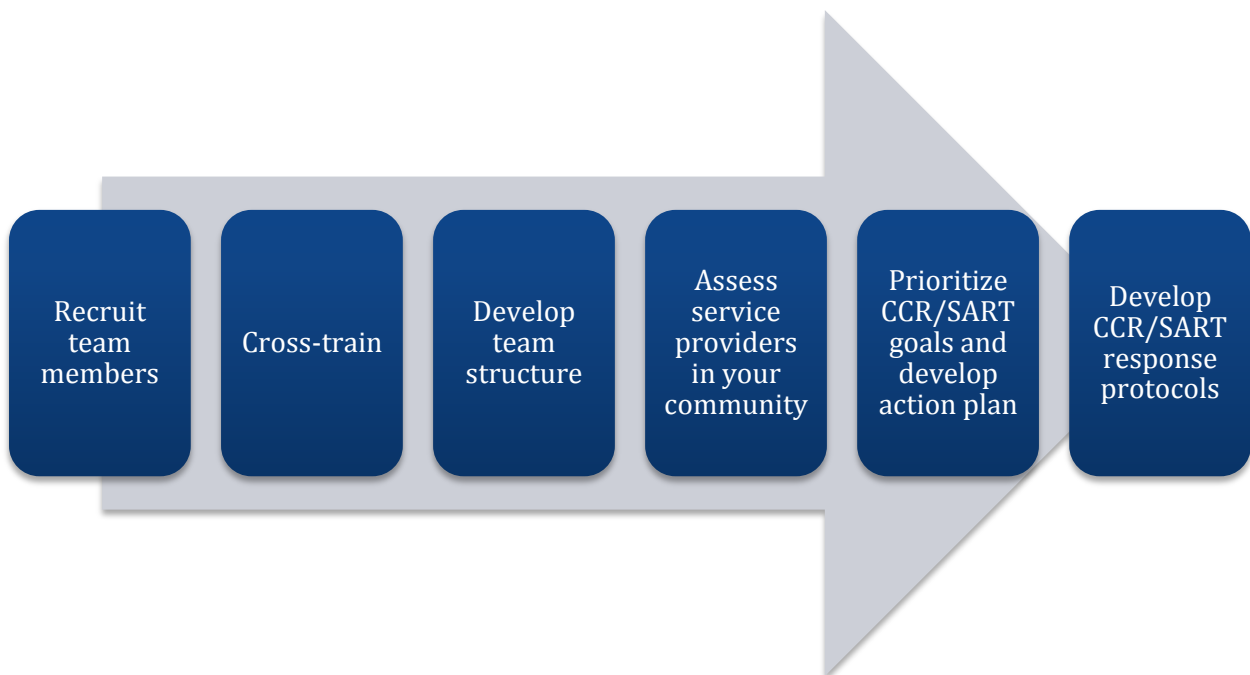 Recruit
team
members
Cross-train
Develop
team
structure
Assess
service
providers
in your
community
Prioritize
CCR/SART
goals and
develop
action plan
Develop
CCR/SART
response
protocols